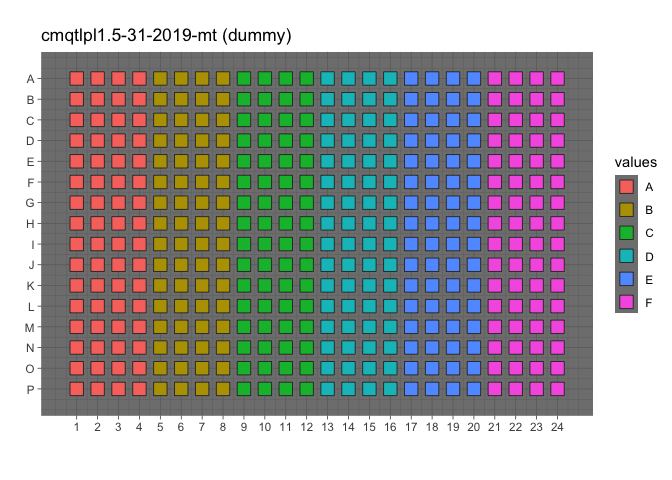 cmqtlpl1.5-31-2019-mt (dummy)
A
B
C
D
E
F
G
H
I
J
K
L
M
N
O
P
1 2 3 4 5 6 7 8 9 10 11 12 13 14 15 16 17 18 19 20 21 22 23 24
values
A
B
C
D
E
F